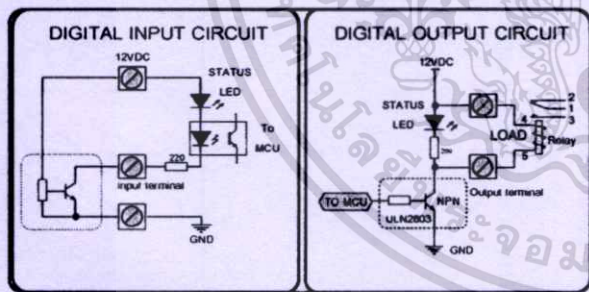 DIGITAL INPUT CIRCUIT
12VDC
STATUS
LED
To
MCU
220
input terminal
GND
DIGITAL OUTPUT CIRCUIT
12VDC
STATUS
LED
2
1
3
4
LOAD
Relay
5
Output terminal
TO MCU
NPN
ULN2803
GND